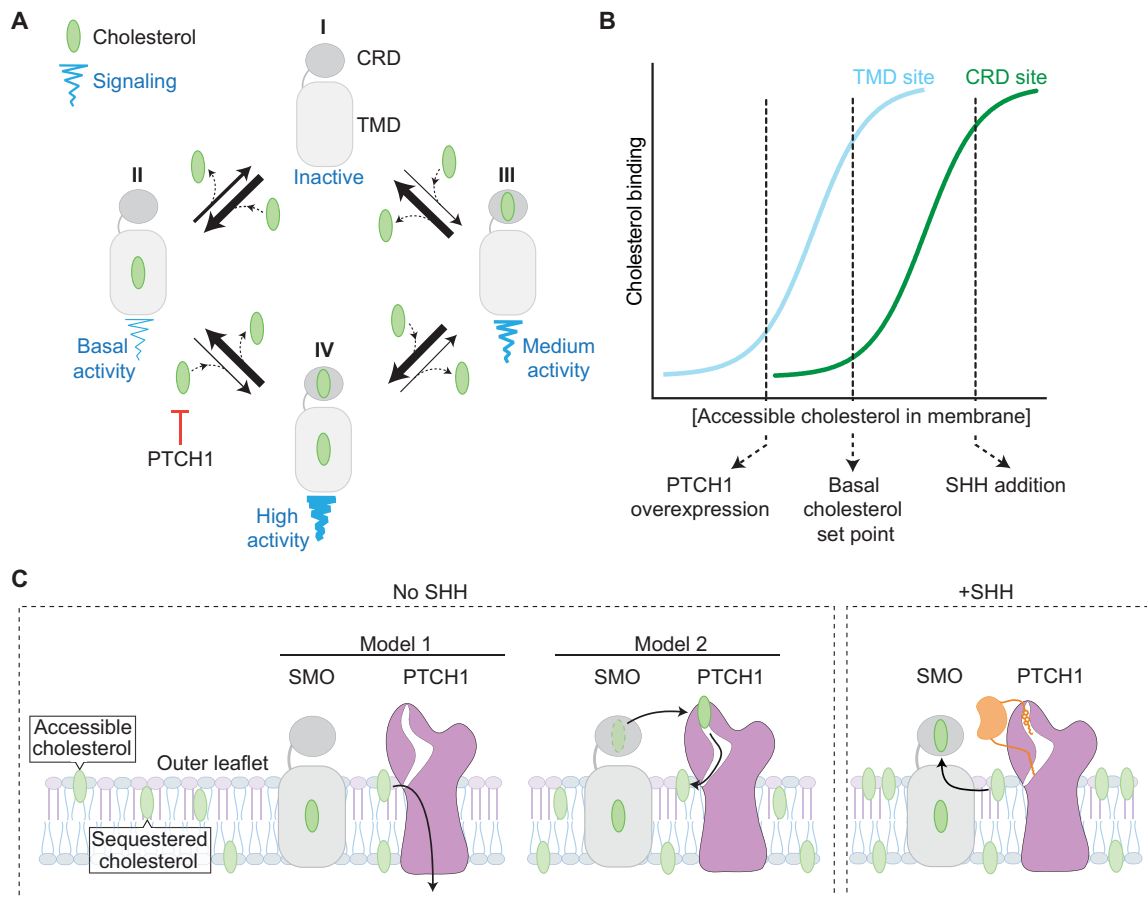 A
Cholesterol
Signaling
I
CRD
TMD
Inactive
II
Basal
activity
III
Medium
activity
IV
High
activity
PTCH1
B
TMD site
CRD site
Cholesterol binding
[Accessible cholesterol in membrane]
PTCH1
overexpression
Basal
cholesterol
set point
SHH addition
C
No SHH
+SHH
Model 1
Model 2
SMO
PTCH1
SMO
PTCH1
SMO
PTCH1
Accessible
cholesterol
Outer leaflet
Sequestered
cholesterol